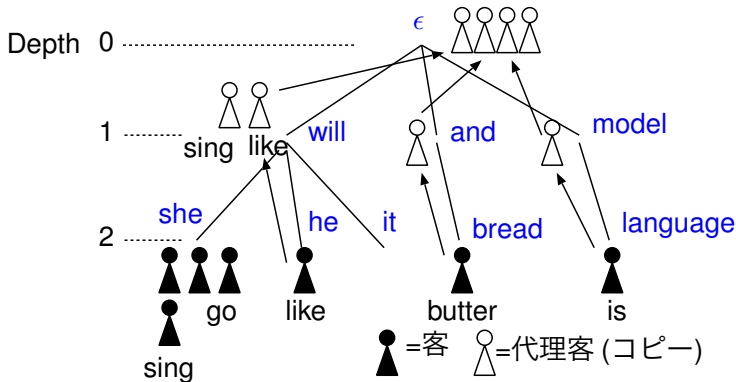 Depth 0
ϵ
1
sing like
will
and
model
2
she
he
it
bread
language
go
like
butter
is
sing
=客
=代理客 (コピー)